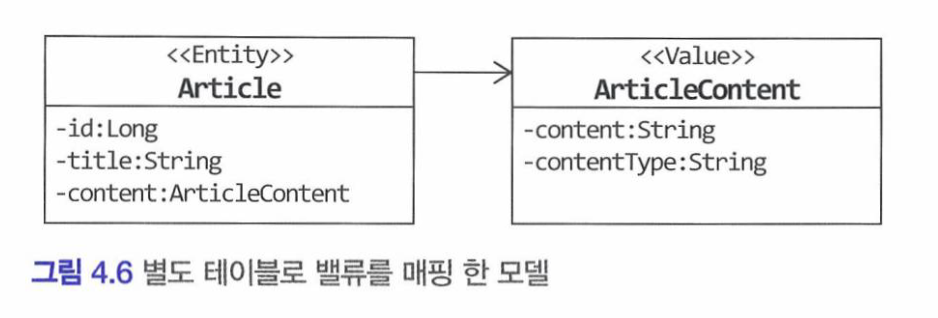 <<Entity>>
Article
-id:Long
-title:String
-content:ArticleContent
<<Value>>
ArticleContent
-content:String
-contentType:String
그림 4.6 별도 테이블로 밸류를 매핑 한 모델